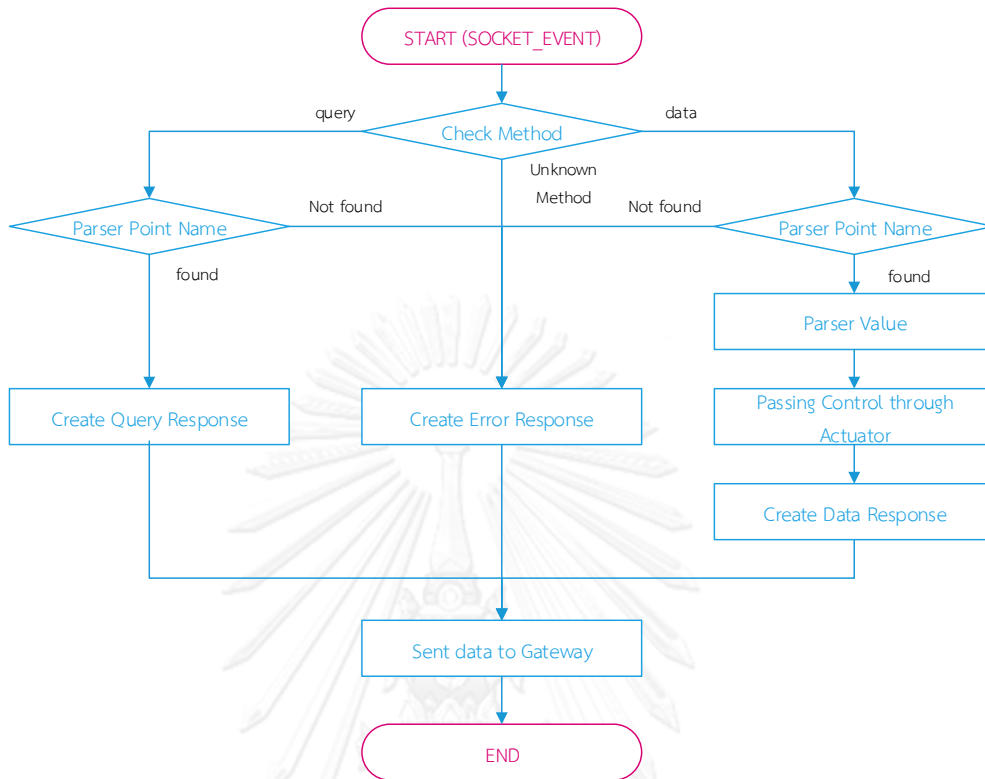 START (SOCKET_EVENT)
query
data
Check Method
Unknown
Method
Not found
Not found
Parser Point Name
Parser Point Name
found
found
Parser Value
Create Query Response
Create Error Response
Passing Control through
Actuator
Create Data Response
Sent data to Gateway
END